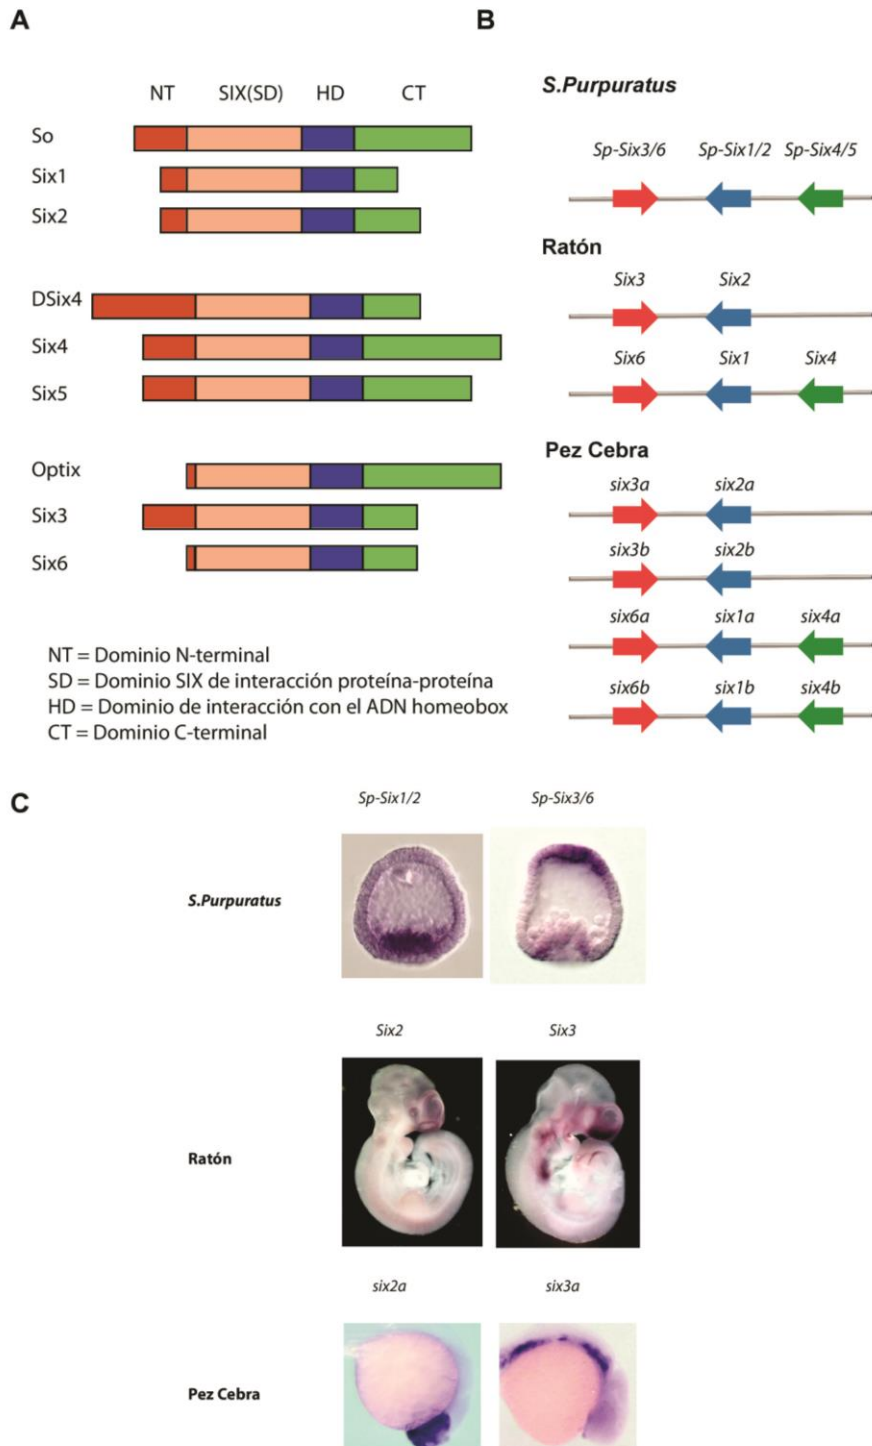 A
NT SIX(SD) HD CT
So
Six1
Six2
DSix4
Six4
Six5
Optix
Six3
Six6
NT = Dominio N-terminal
SD = Dominio SIX de interacción proteína-proteína
HD = Dominio de interacción con el ADN homeobox
CT = Dominio C-terminal
B
S.Purpuratus
Sp-Six3/6 Sp-Six1/2 Sp-Six4/5
Ratón
Six3 Six2
Six6 Six1 Six4
Pez Cebra
six3a six2a
six3b six2b
six6a six1a six4a
six6b six1b six4b
C
Sp-Six1/2 Sp-Six3/6
S.Purpuratus
Six2 Six3
Ratón
six2a six3a
Pez Cebra